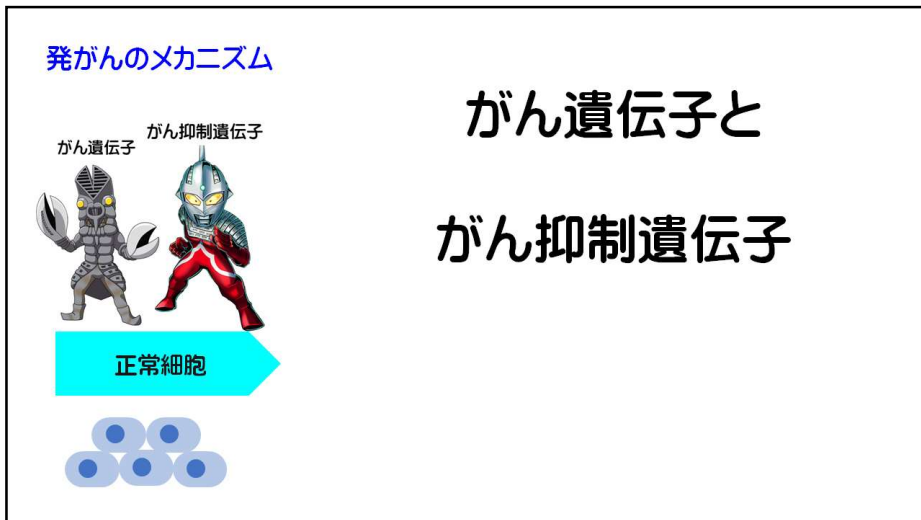 発がんのメカニズム
がん遺伝子
がん抑制遺伝子
正常細胞
がん遺伝子と
がん抑制遺伝子